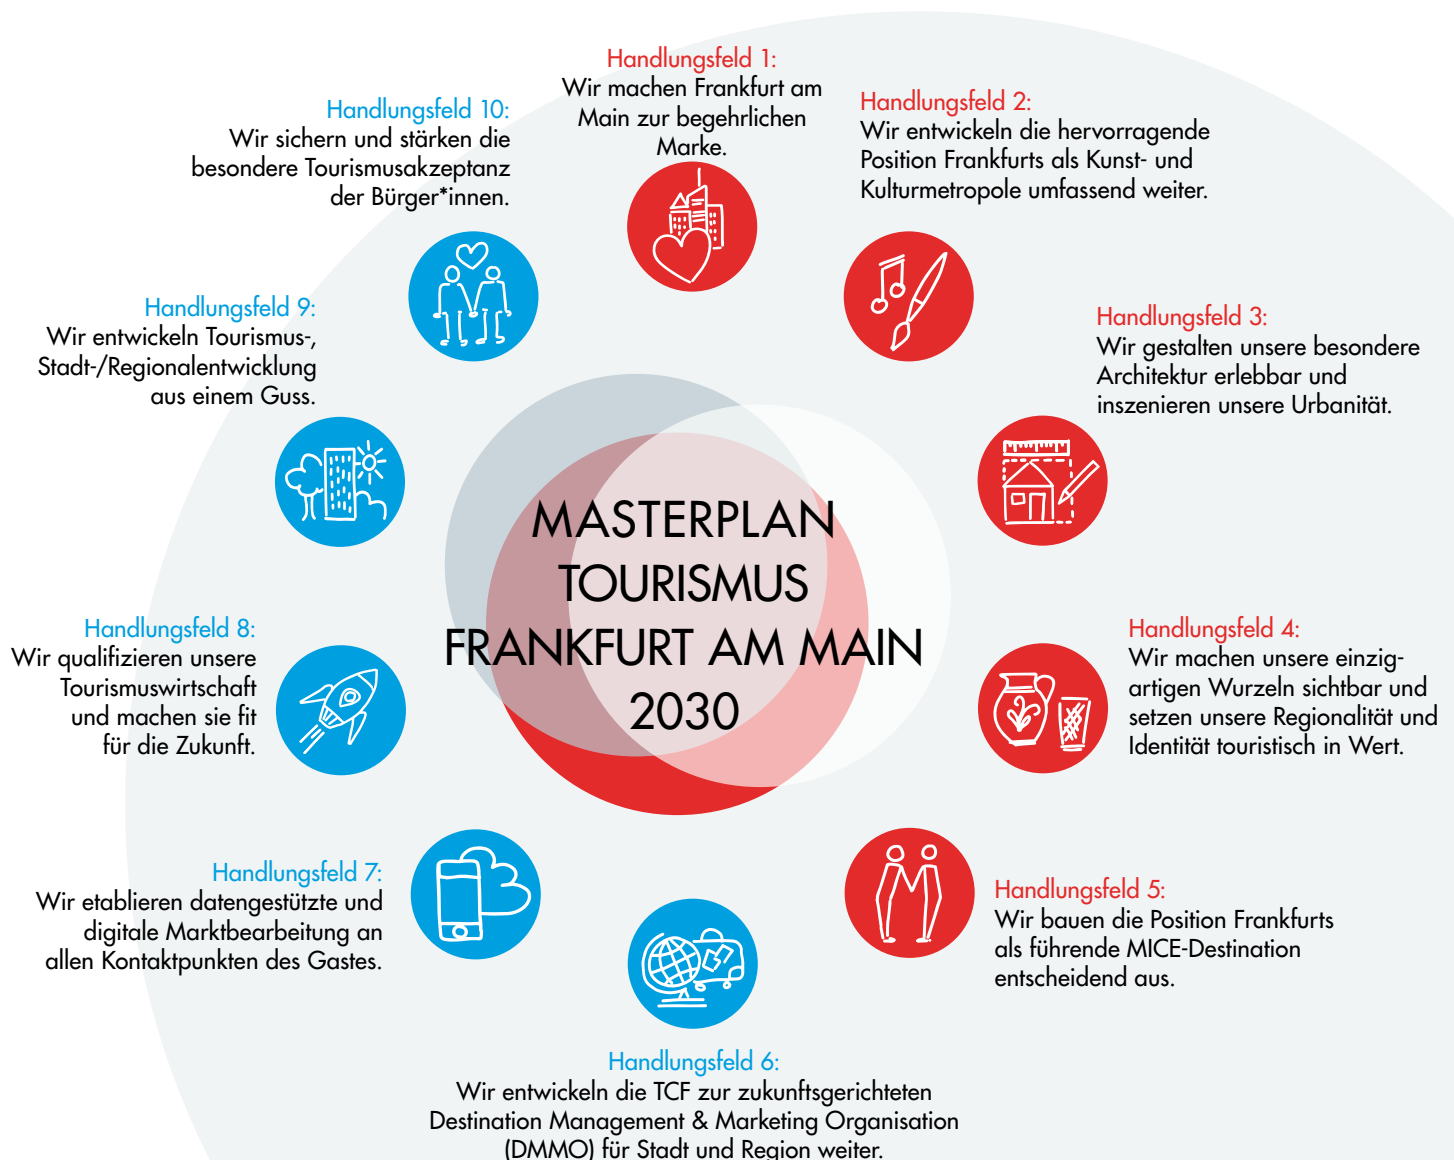 Handlungsfeld 1:
Wir machen Frankfurt am
Main zur begehrlichen
Marke.
Handlungsfeld 2:
Wir entwickeln die hervorragende
Position Frankfurts als Kunst- und
Kulturmetropole umfassend weiter.
Handlungsfeld 3:
Wir gestalten unsere besondere
Architektur erlebbar und
inszenieren unsere Urbanität.
Handlungsfeld 4:
Wir machen unsere einzig-
artigen Wurzeln sichtbar und
setzen unsere Regionalität und
Identität touristisch in Wert.
Handlungsfeld 5:
Wir bauen die Position Frankfurts
als führende MICE-Destination
entscheidend aus.
Handlungsfeld 6:
Wir entwickeln die TCF zur zukunftsgerichteten
Destination Management & Marketing Organisation
(DMMO) für Stadt und Region weiter.
Handlungsfeld 7:
Wir etablieren datengestützte und
digitale Marktbearbeitung an
allen Kontaktpunkten des Gastes.
Handlungsfeld 8:
Wir qualifizieren unsere
Tourismuswirtschaft
und machen sie fit
für die Zukunft.
Handlungsfeld 9:
Wir entwickeln Tourismus-,
Stadt-/Regionalentwicklung
aus einem Guss.
Handlungsfeld 10:
Wir sichern und stärken die
besondere Tourismusakzeptanz
der Bürger*innen.
MASTERPLAN
TOURISMUS
FRANKFURT AM MAIN
2030